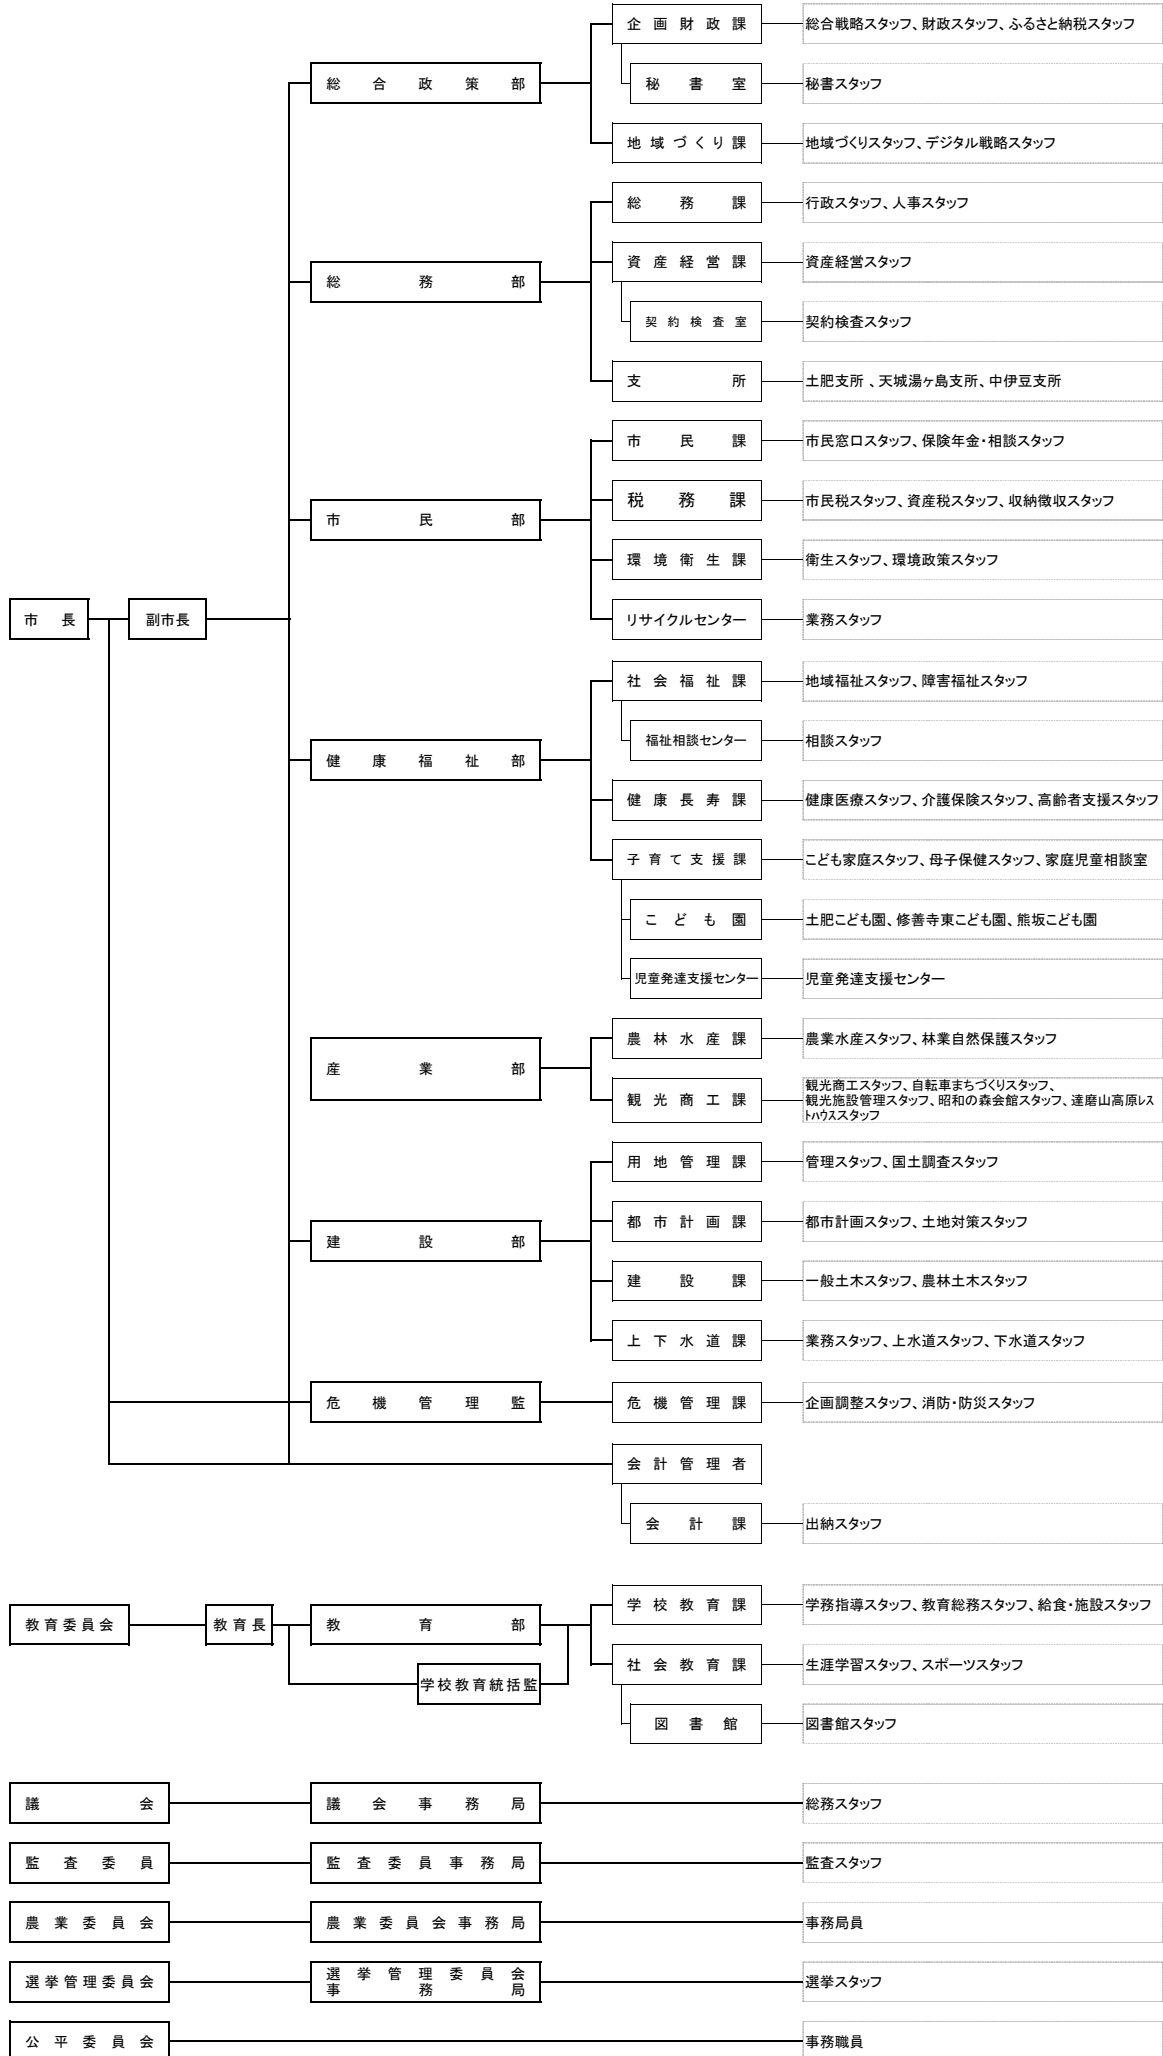 企画財政課 総合戦略スタッフ、財政スタッフ、ふるさと納税スタッフ
総合政策部 秘書室 秘書スタッフ
地域づくり課 地域づくりスタッフ、デジタル戦略スタッフ
総務課 行政スタッフ、人事スタッフ
総務部 資産経営課 資産経営スタッフ
契約検査室 契約検査スタッフ
支所 土肥支所 、天城湯ヶ島支所、中伊豆支所
市民課 市民窓口スタッフ、保険年金・相談スタッフ
税務課 市民税スタッフ、資産税スタッフ、収納徴収スタッフ
市民部
環境衛生課 衛生スタッフ、環境政策スタッフ
市長 副市長 リサイクルセンター 業務スタッフ
社会福祉課 地域福祉スタッフ、障害福祉スタッフ
福祉相談センター 相談スタッフ
健康福祉部
健康長寿課 健康医療スタッフ、介護保険スタッフ、高齢者支援スタッフ
子育て支援課 こども家庭スタッフ、母子保健スタッフ、家庭児童相談室
こども園 土肥こども園、修善寺東こども園、熊坂こども園
児童発達支援センター 児童発達支援センター
農林水産課 農業水産スタッフ、林業自然保護スタッフ
産業部
観光商工課 観光商工スタッフ、自転車まちづくりスタッフ、
観光施設管理スタッフ、昭和の森会館スタッフ、達磨山高原ﾚｽ
ﾄﾊｳｽスタッフ
用地管理課 管理スタッフ、国土調査スタッフ
都市計画課 都市計画スタッフ、土地対策スタッフ
建設部
建設課 一般土木スタッフ、農林土木スタッフ
上下水道課 業務スタッフ、上水道スタッフ、下水道スタッフ
危機管理監 危機管理課 企画調整スタッフ、消防・防災スタッフ
会計管理者
会計課 出納スタッフ
学校教育課 学務指導スタッフ、教育総務スタッフ、給食・施設スタッフ
教育委員会 教育長 教育部
社会教育課 生涯学習スタッフ、スポーツスタッフ
学校教育統括監
図書館 図書館スタッフ
議会 議会事務局 総務スタッフ
監査委員 監査委員事務局 監査スタッフ
農業委員会 農業委員会事務局 事務局員
選挙管理委員会 選挙管理委員会
事務局 選挙スタッフ
公平委員会 事務職員